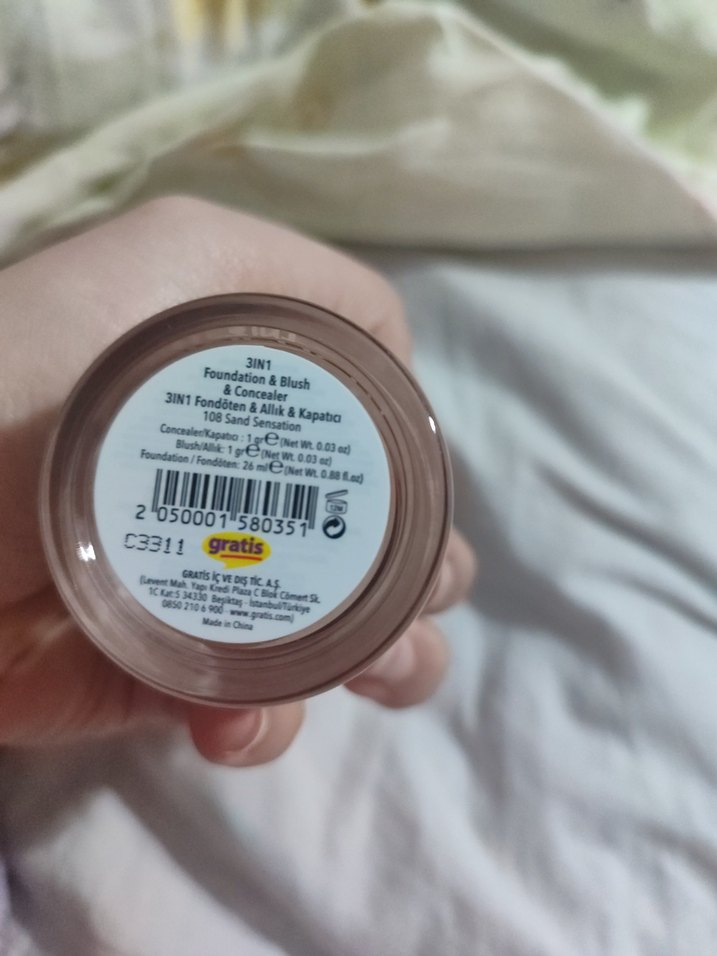 3IN1
Foundation & Blush
& Concealer
3IN1 Fondöten & Allık & Kapatıcı
108 Sand Sensation
Concealer/Kapatıcı : 1 gr ℮ (Net Wt. 0.03 oz)
Blush/Allık: 1 gr ℮ (Net Wt. 0.03 oz)
Foundation / Fondöten: 26 ml ℮ (Net Wt. 0.88 fl.oz)
12M
2 050001 580351
C3311
gratis
GRATİS İÇ VE DIŞ TİC. A.Ş.
(Levent Mah. Yapı Kredi Plaza C Blok Cömert Sk.
1C Kat:5 34330 Beşiktaş - İstanbul/Türkiye
0850 210 6 900 - www.gratis.com)
Made in China